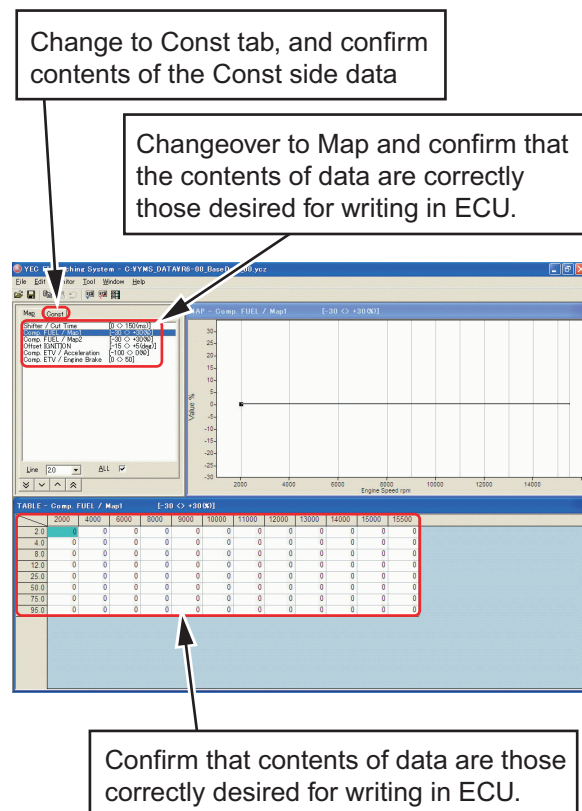 Change to Const tab, and confirm
contents of the Const side data
Changeover to Map and confirm that
the contents of data are correctly
those desired for writing in ECU.
File Edit Tool Window Help
Map Const
Shifter / Cut Time [0 <> 150(ms)]
Comp. FUEL / Map1 [-30 <> +30(%)]
Comp. FUEL / Map2 [-30 <> +30(%)]
Offset IGNITION [-15 <> +5(deg)]
Comp. ETV / Acceleration [-100 <> 0(%)]
Comp. ETV / Engine Brake [0 <> 50]
Line 2.0 ALL
MAP - Comp. FUEL / Map1 [-30 <> +30(%)]
Value %
30
25
20
15
10
5
0
-5
-10
-15
-20
-25
-30
2000 4000 6000 8000 10000 12000 14000
Engine Speed rpm
TABLE - Comp. FUEL / Map1 [-30 <> +30(%)]
2000 4000 6000 8000 9000 10000 11000 12000 13000 14000 15000 15500
2.0 0 0 0 0 0 0 0 0 0 0 0 0
4.0 0 0 0 0 0 0 0 0 0 0 0 0
8.0 0 0 0 0 0 0 0 0 0 0 0 0
12.0 0 0 0 0 0 0 0 0 0 0 0 0
25.0 0 0 0 0 0 0 0 0 0 0 0 0
50.0 0 0 0 0 0 0 0 0 0 0 0 0
75.0 0 0 0 0 0 0 0 0 0 0 0 0
95.0 0 0 0 0 0 0 0 0 0 0 0 0
Confirm that contents of data are those
correctly desired for writing in ECU.